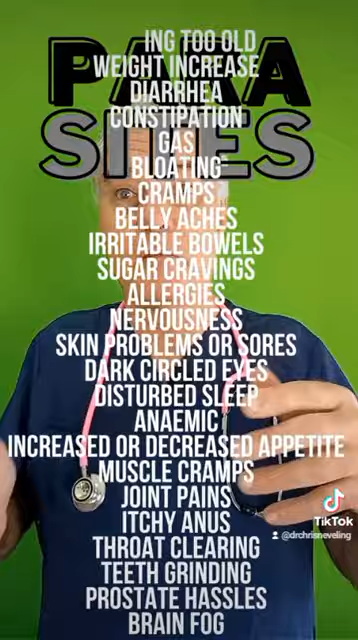 PARA
SITES
ING TOO OLD
WEIGHT INCREASE
DIARRHEA
CONSTIPATION
GAS
BLOATING
CRAMPS
BELLY ACHES
IRRITABLE BOWELS
SUGAR CRAVINGS
ALLERGIES
NERVOUSNESS
SKIN PROBLEMS OR SORES
DARK CIRCLED EYES
DISTURBED SLEEP
ANAEMIC
INCREASED OR DECREASED APPETITE
MUSCLE CRAMPS
JOINT PAINS
ITCHY ANUS
THROAT CLEARING
TEETH GRINDING
PROSTATE HASSLES
BRAIN FOG
TikTok
@drchrisneveling